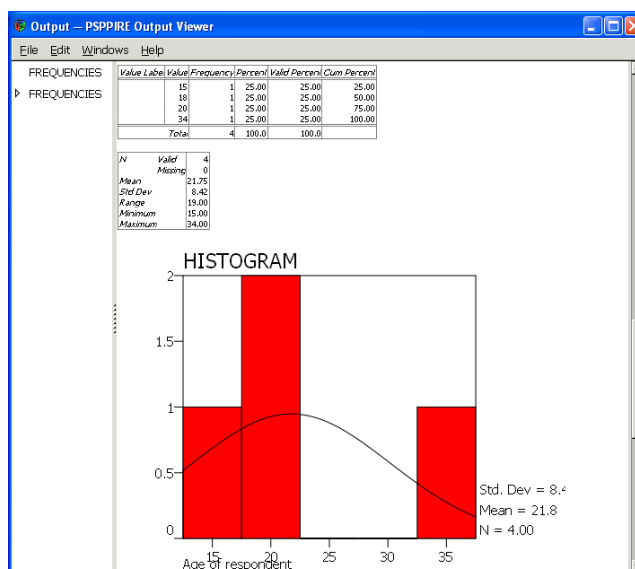 Output — PSPPIRE Output Viewer
File Edit Windows Help
FREQUENCIES
FREQUENCIES
Value Labe Value Frequency Percent Valid Percent Cum Percent
15 1 25.00 25.00 25.00
18 1 25.00 25.00 50.00
20 1 25.00 25.00 75.00
34 1 25.00 25.00 100.00
Total 4 100.0 100.0
N Valid 4
Missing 0
Mean 21.75
Std Dev 8.42
Range 19.00
Minimum 15.00
Maximum 34.00
HISTOGRAM
2
1.5
1
0.5
0
Std. Dev = 8.4
Mean = 21.8
N = 4.00
15 20 25 30 35
Age of respondent